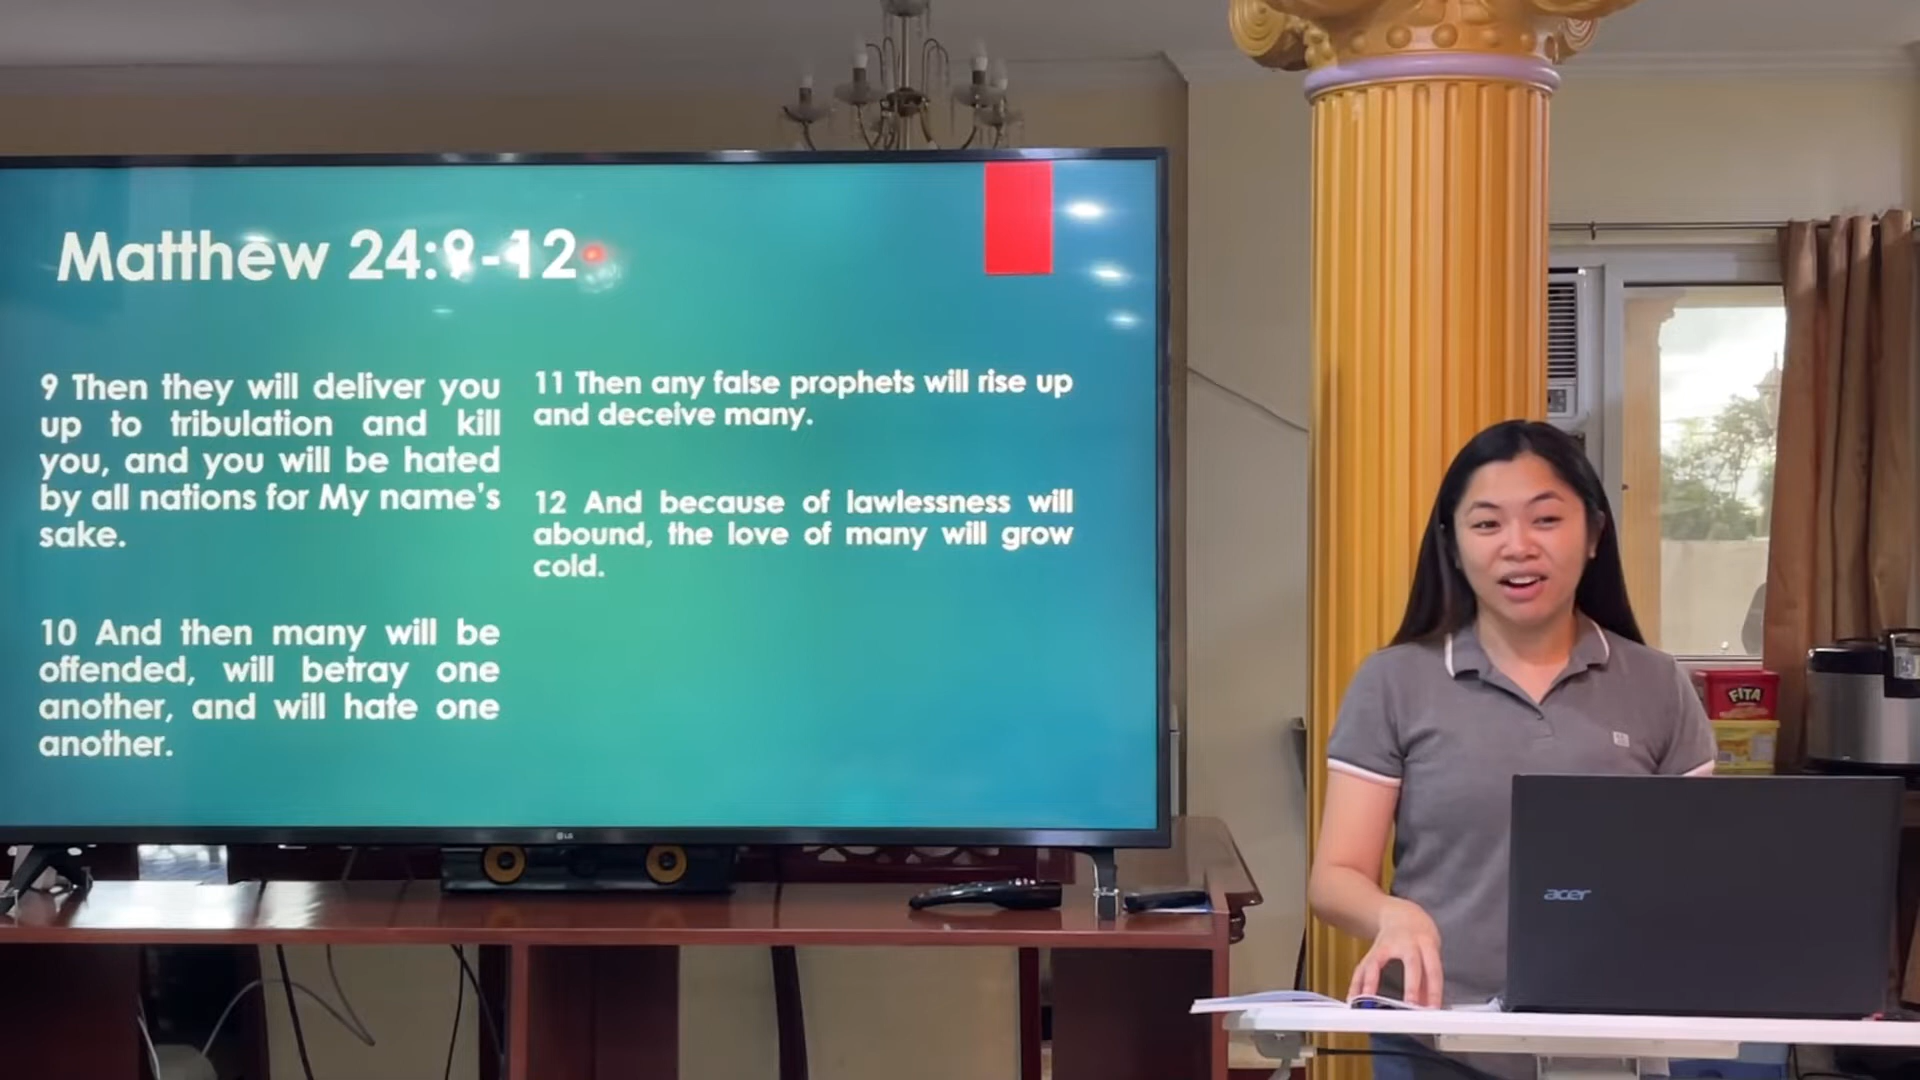 Matthew 24:9-12
9 Then they will deliver you
up to tribulation and kill
you, and you will be hated
by all nations for My name's
sake.
10 And then many will be
offended, will betray one
another, and will hate one
another.
11 Then any false prophets will rise up
and deceive many.
12 And because of lawlessness will
abound, the love of many will grow
cold.
LG
FITA
acer